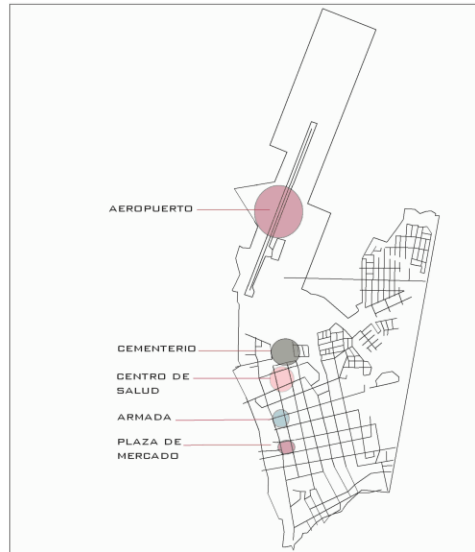 AEROPUERTO
CEMENTERIO
CENTRO DE
SALUD
ARMADA
PLAZA DE
MERCADO